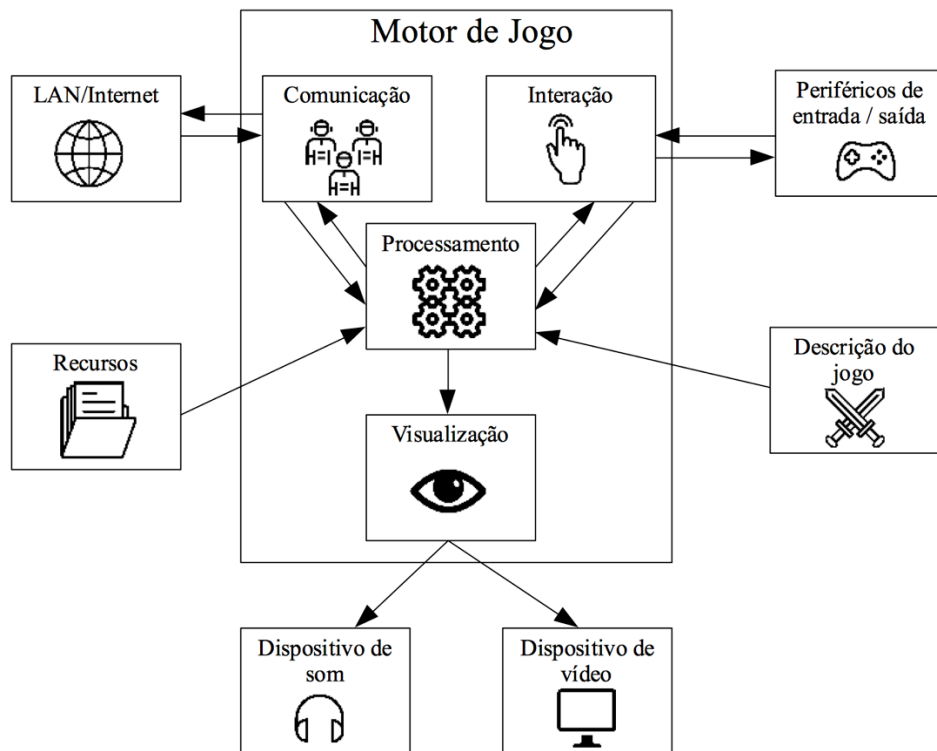 Motor de Jogo
LAN/Internet
Comunicação
Interação
Periféricos de
entrada / saída
Processamento
Recursos
Descrição do
jogo
Visualização
Dispositivo de
som
Dispositivo de
vídeo